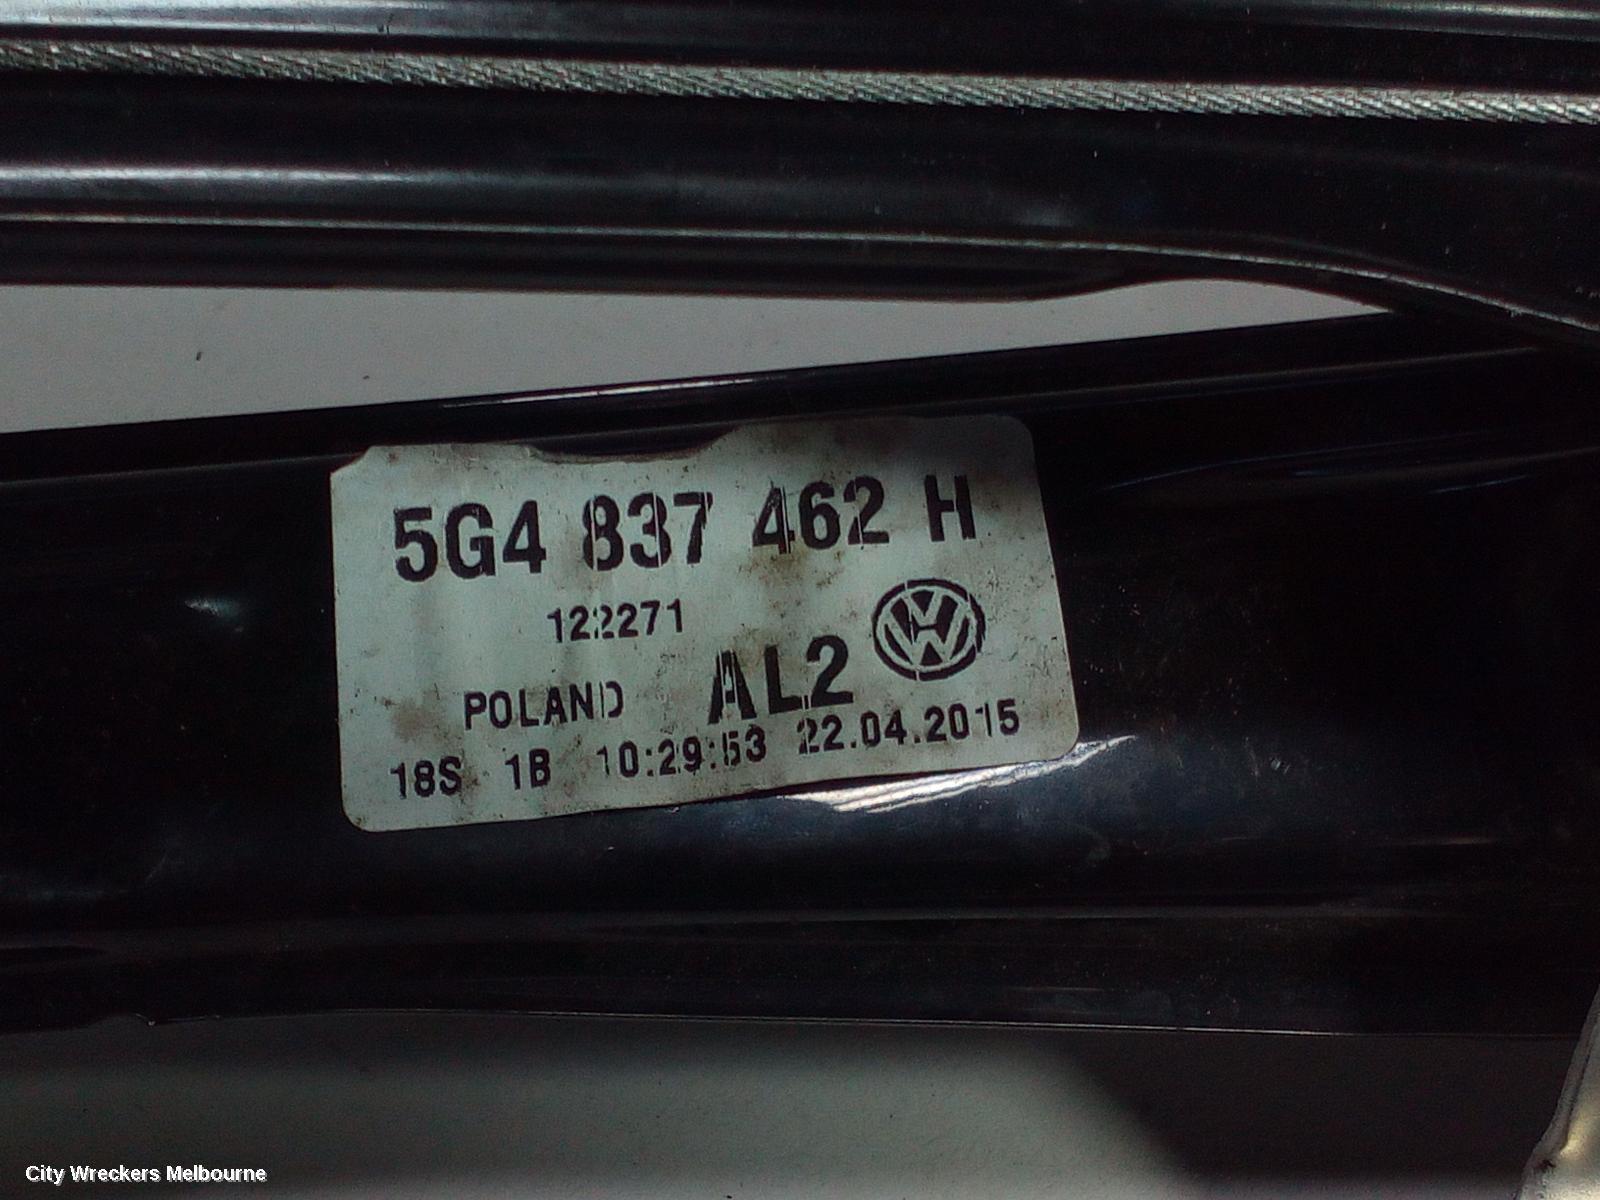 5G4 837 462 H
122271
POLAND AL2
18S 1B 10:29:53 22.04.2015
City Wreckers Melbourne